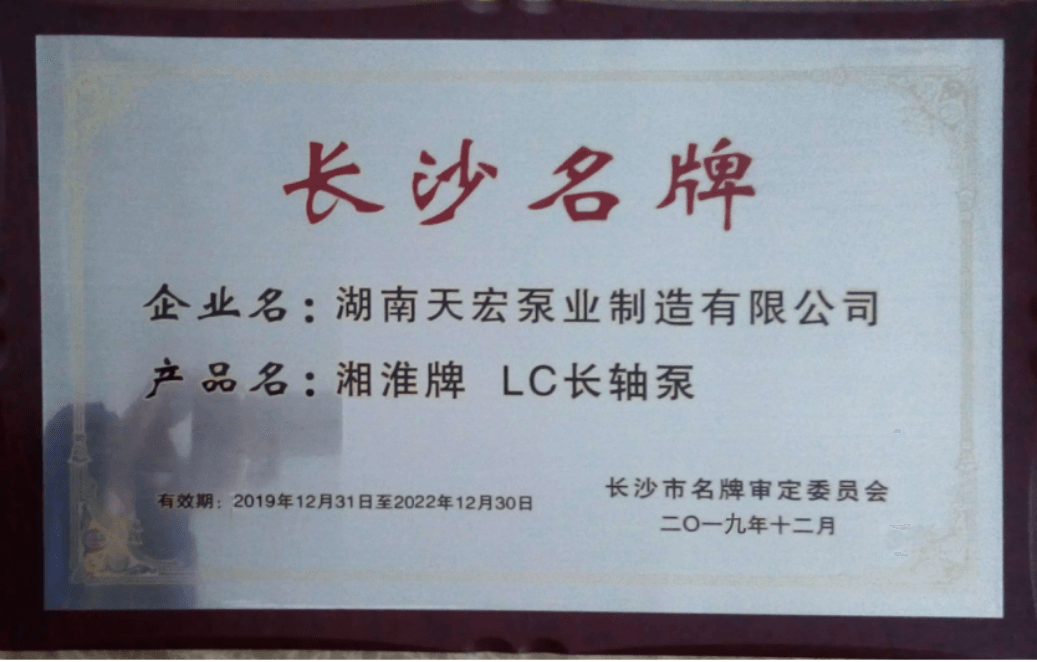 长沙名牌
企业名：湖南天宏泵业制造有限公司
产品名：湘淮牌 LC长轴泵
有效期：2019年12月31日至2022年12月30日
长沙市名牌审定委员会
二〇一九年十二月